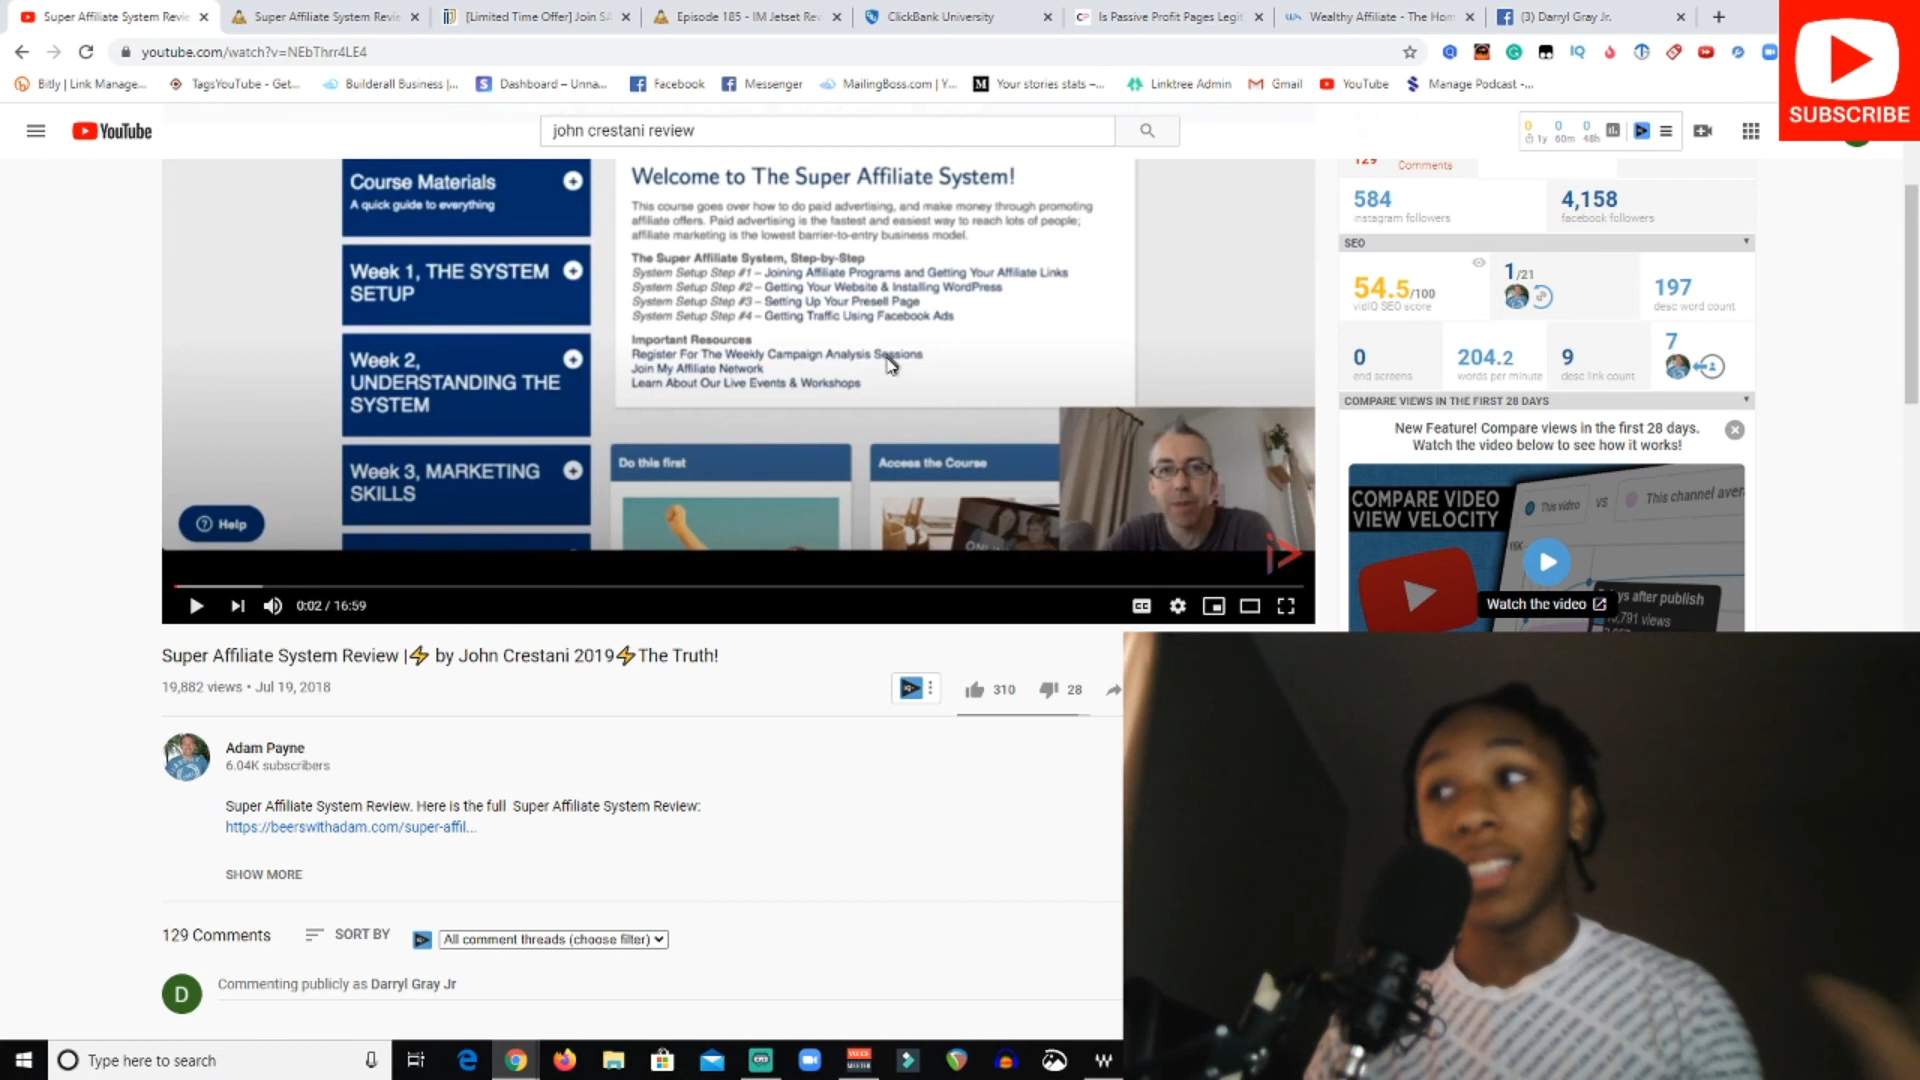 Super Affiliate System Revie
Super Affiliate System Revie
[Limited Time Offer] Join SA
Episode 185 - IM Jetset Rev
ClickBank University
Is Passive Profit Pages Legit
Wealthy Affiliate - The Hom
(3) Darryl Gray Jr.
youtube.com/watch?v=NEbThrr4LE4
Bitly | Link Manage...
TagsYouTube - Get...
Builderall Business |...
Dashboard – Unna...
Facebook
Messenger
MailingBoss.com | Y...
Your stories stats –...
Linktree Admin
Gmail
YouTube
Manage Podcast -...
SUBSCRIBE
YouTube
john crestani review
0 0 0
1y 60m 48h
Course Materials
A quick guide to everything
Week 1, THE SYSTEM
SETUP
Week 2,
UNDERSTANDING THE
SYSTEM
Week 3, MARKETING
SKILLS
Help
Welcome to The Super Affiliate System!
This course goes over how to do paid advertising, and make money through promoting
affiliate offers. Paid advertising is the fastest and easiest way to reach lots of people;
affiliate marketing is the lowest barrier-to-entry business model.
The Super Affiliate System, Step-by-Step
System Setup Step #1 – Joining Affiliate Programs and Getting Your Affiliate Links
System Setup Step #2 – Getting Your Website & Installing WordPress
System Setup Step #3 – Setting Up Your Presell Page
System Setup Step #4 – Getting Traffic Using Facebook Ads
Important Resources
Register For The Weekly Campaign Analysis Sessions
Join My Affiliate Network
Learn About Our Live Events & Workshops
Do this first
Access the Course
0:02 / 16:59
129
Comments
584
instagram followers
4,158
facebook followers
SEO
54.5/100
vidIQ SEO score
1/21
197
desc word count
0
end screens
204.2
words per minute
9
desc link count
7
COMPARE VIEWS IN THE FIRST 28 DAYS
New Feature! Compare views in the first 28 days.
Watch the video below to see how it works!
COMPARE VIDEO
VIEW VELOCITY
This video
VS
This channel aver
Watch the video
ys after publish
,791 views
Super Affiliate System Review |⚡ by John Crestani 2019⚡The Truth!
19,882 views • Jul 19, 2018
310
28
Adam Payne
6.04K subscribers
Super Affiliate System Review. Here is the full Super Affiliate System Review:
https://beerswithadam.com/super-affil...
SHOW MORE
129 Comments
SORT BY
All comment threads (choose filter)
D
Commenting publicly as Darryl Gray Jr
Type here to search